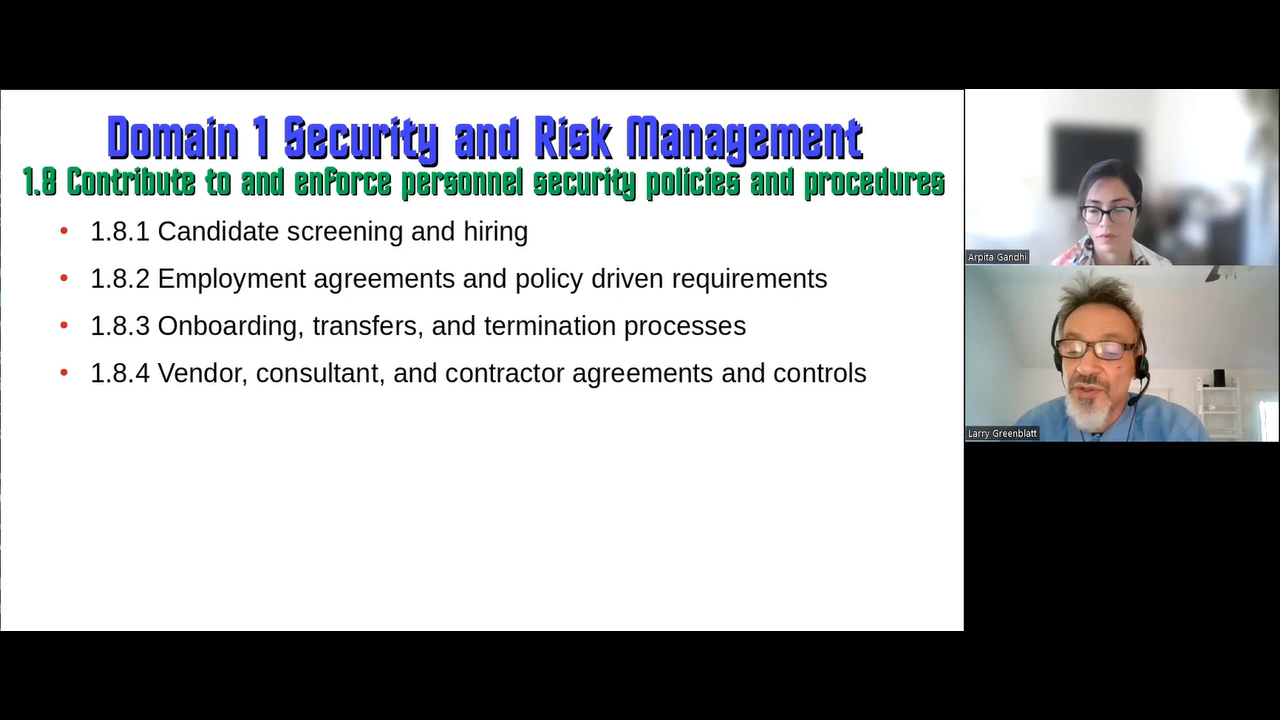 Domain 1 Security and Risk Management
1.8 Contribute to and enforce personnel security policies and procedures
• 1.8.1 Candidate screening and hiring
• 1.8.2 Employment agreements and policy driven requirements
• 1.8.3 Onboarding, transfers, and termination processes
• 1.8.4 Vendor, consultant, and contractor agreements and controls
Arpita Gandhi
Larry Greenblatt